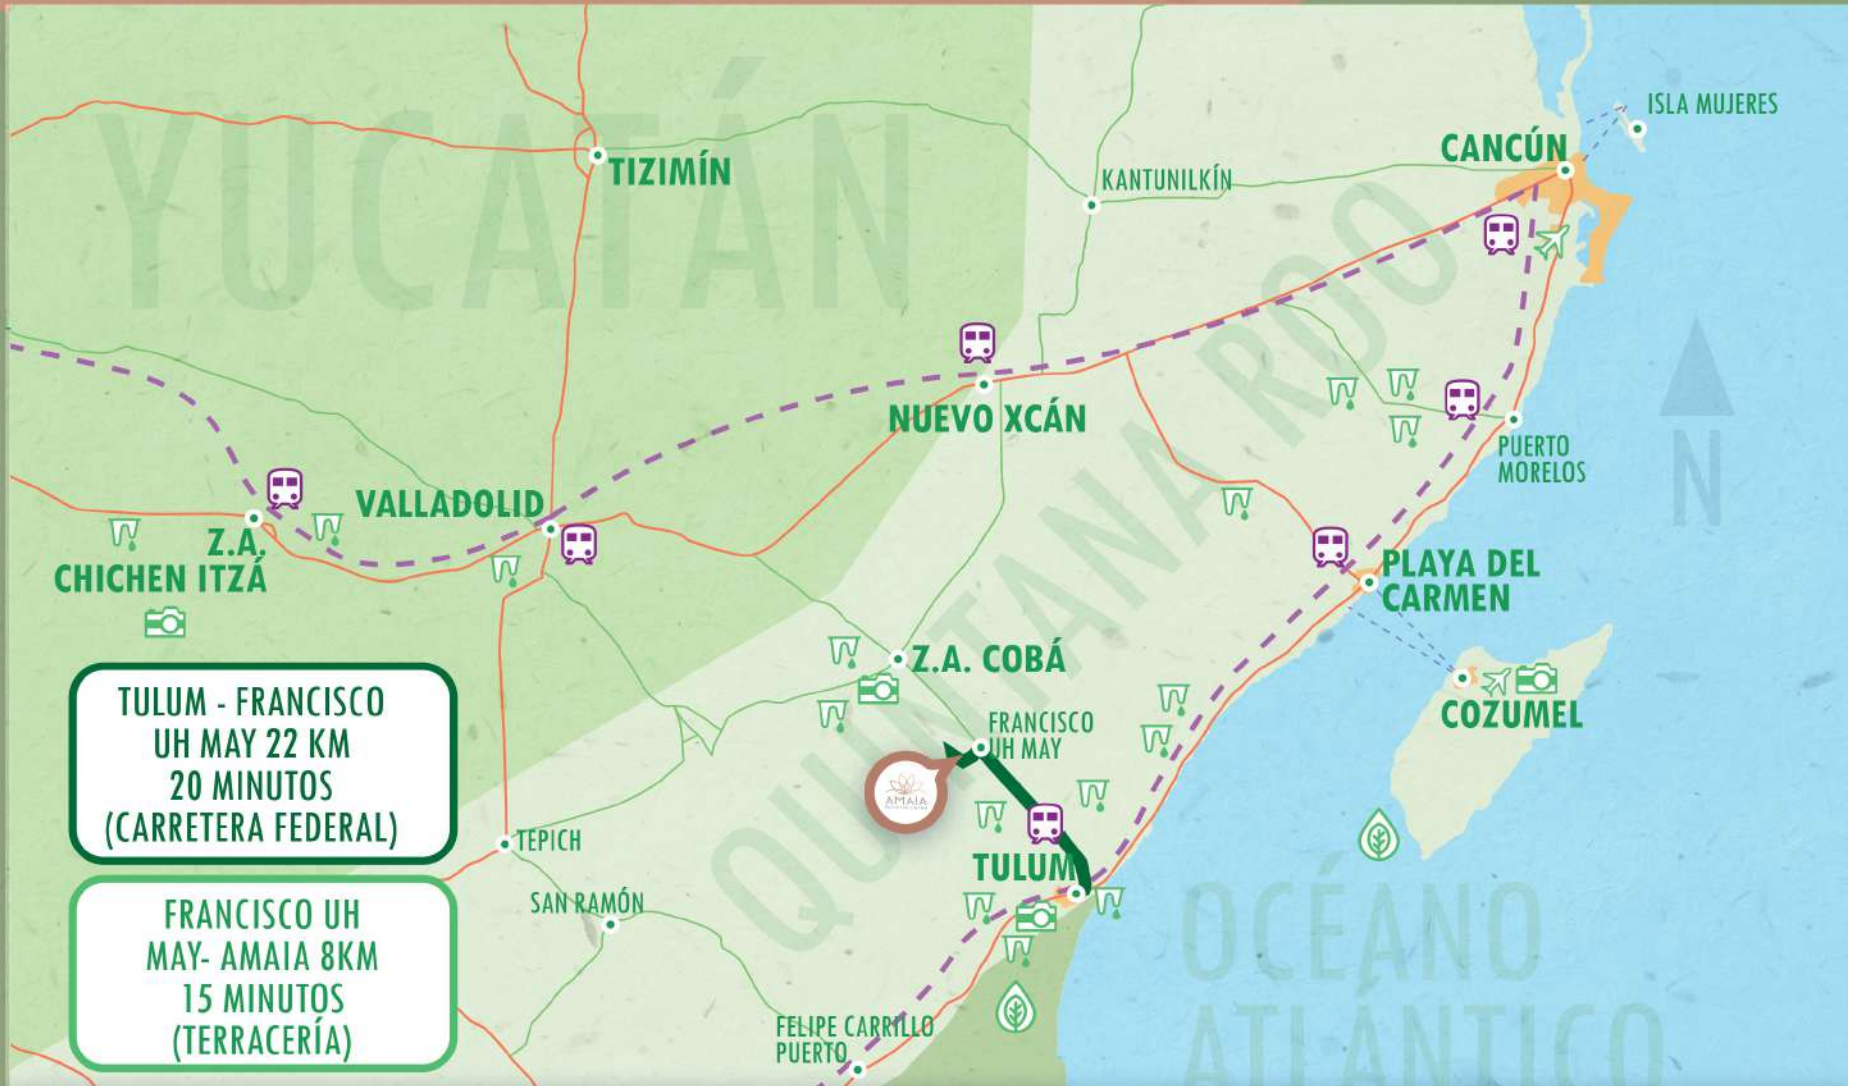 YUCATÁN
ISLA MUJERES
CANCÚN
TIZIMÍN
KANTUNILKÍN
QUINTANA ROO
NUEVO XCÁN
N
PUERTO
MORELOS
VALLADOLID
Z.A.
CHICHEN ITZÁ
PLAYA DEL
CARMEN
Z.A. COBÁ
COZUMEL
FRANCISCO
UH MAY
AMAIA
TULUM
TEPICH
SAN RAMÓN
FELIPE CARRILLO
PUERTO
OCÉANO
ATLÁNTICO
TULUM - FRANCISCO
UH MAY 22 KM
20 MINUTOS
(CARRETERA FEDERAL)
FRANCISCO UH
MAY- AMAIA 8KM
15 MINUTOS
(TERRACERÍA)